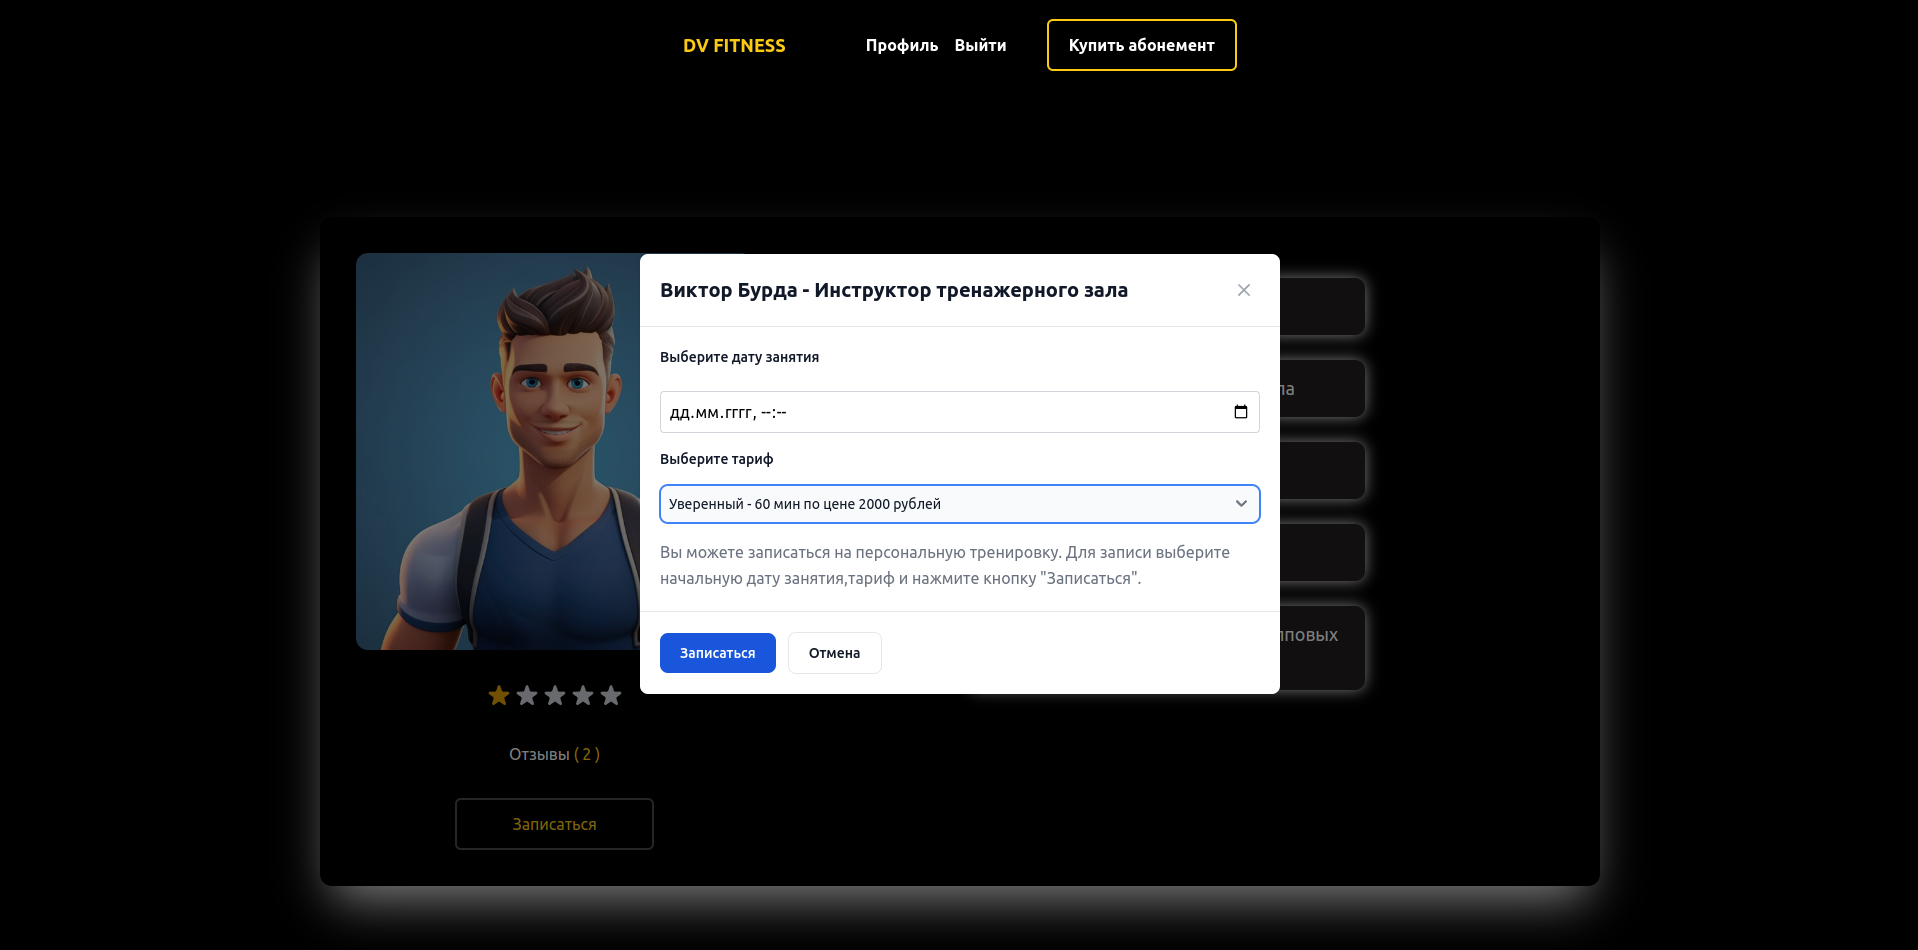 DV FITNESS
Профиль
Выйти
Купить абонемент
Виктор Бурда - Инструктор тренажерного зала
Выберите дату занятия
дд.мм.гггг, --:--
Выберите тариф
Уверенный - 60 мин по цене 2000 рублей
Вы можете записаться на персональную тренировку. Для записи выберите
начальную дату занятия,тариф и нажмите кнопку "Записаться".
Записаться
Отмена
Отзывы ( 2 )
Записаться